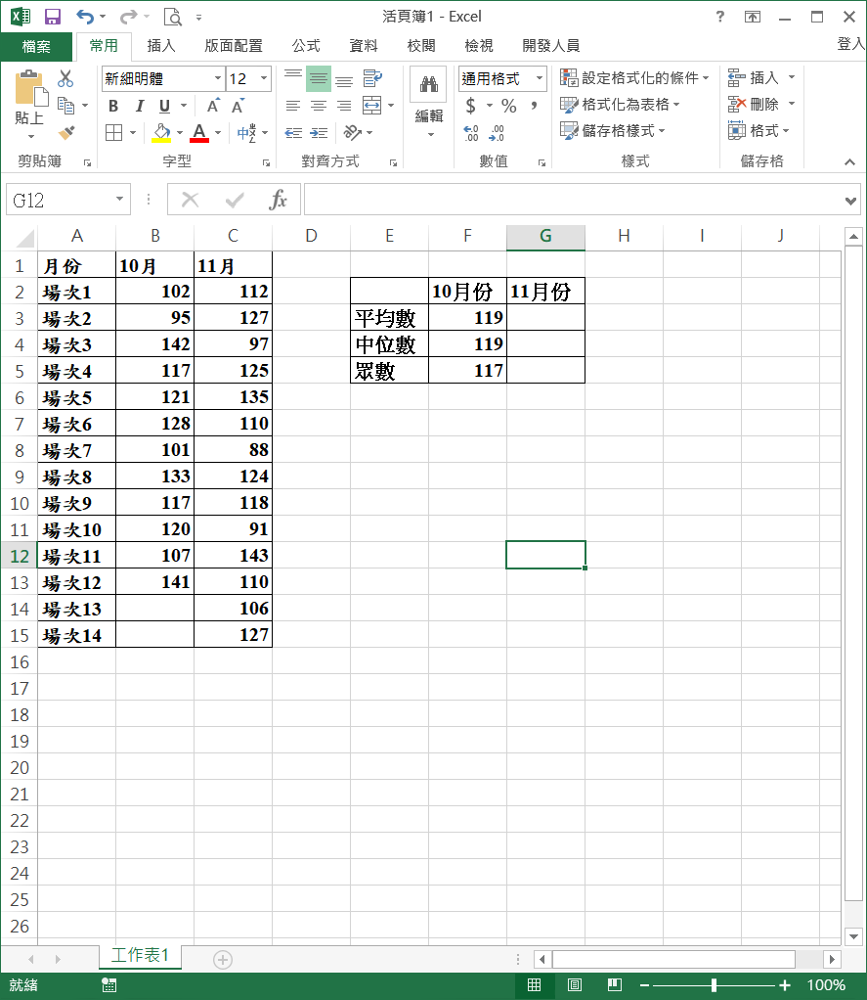 活頁簿1 - Excel
?
檔案 常用 插入 版面配置 公式 資料 校閱 檢視 開發人員 登入
貼上
新細明體 12
B I U A A
A 中
編輯
通用格式
$ % ,
.0 .00
.00 .0
設定格式化的條件
格式化為表格
儲存格樣式
插入
刪除
格式
剪貼簿 字型 對齊方式 數值 樣式 儲存格
G12 fx
A B C D E F G H I J
1 月份 10月 11月
2 場次1 102 112 10月份 11月份
3 場次2 95 127 平均數 119
4 場次3 142 97 中位數 119
5 場次4 117 125 眾數 117
6 場次5 121 135
7 場次6 128 110
8 場次7 101 88
9 場次8 133 124
10 場次9 117 118
11 場次10 120 91
12 場次11 107 143
13 場次12 141 110
14 場次13 106
15 場次14 127
16
17
18
19
20
21
22
23
24
25
26
工作表1
就緒 100%